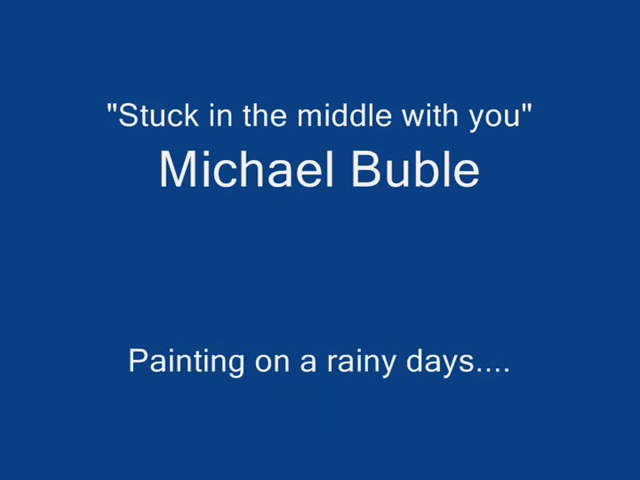 "Stuck in the middle with you"
Michael Buble
Painting on a rainy days....